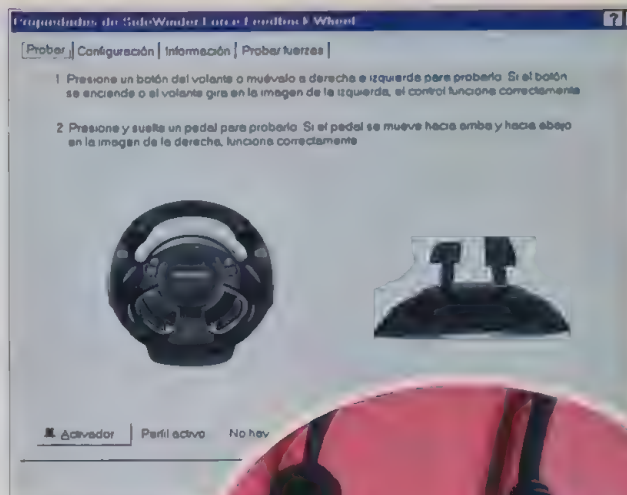 Propiedades de SideWinder Force Feedback Wheel
Probar Configuración Información Probar fuerzas
1 Presione un botón del volante o muévalo a derecha e izquierda para probarlo Si el botón
se enciende o el volante gira en la imagen de la izquierda, el control funciona correctamente
2 Presione y suelte un pedal para probarlo Si el pedal se mueve hacia arriba y hacia abajo
en la imagen de la derecha, funciona correctamente
Activador Perfil activo No hay